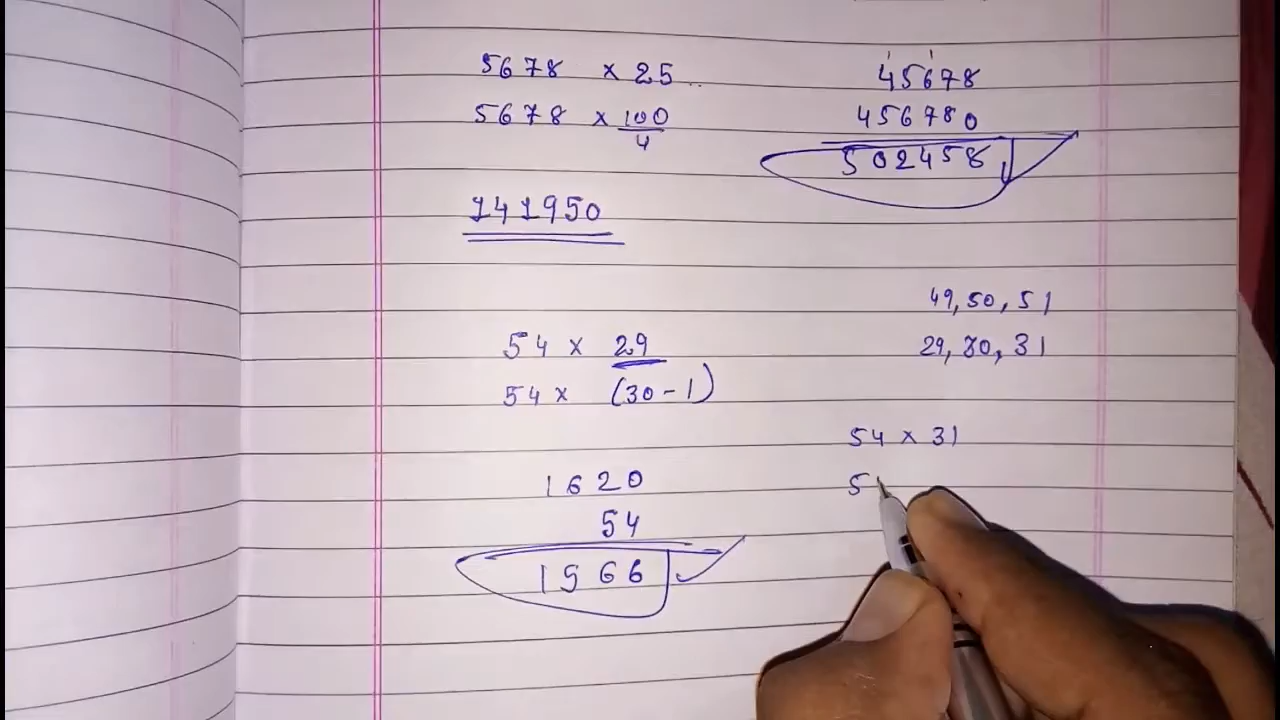 5678 × 25
5678 × 100/4
141950
45678
456780
502458
49, 50, 51
29, 30, 31
54 × 29
54 × (30 - 1)
1620
54
1566
54 × 31
5